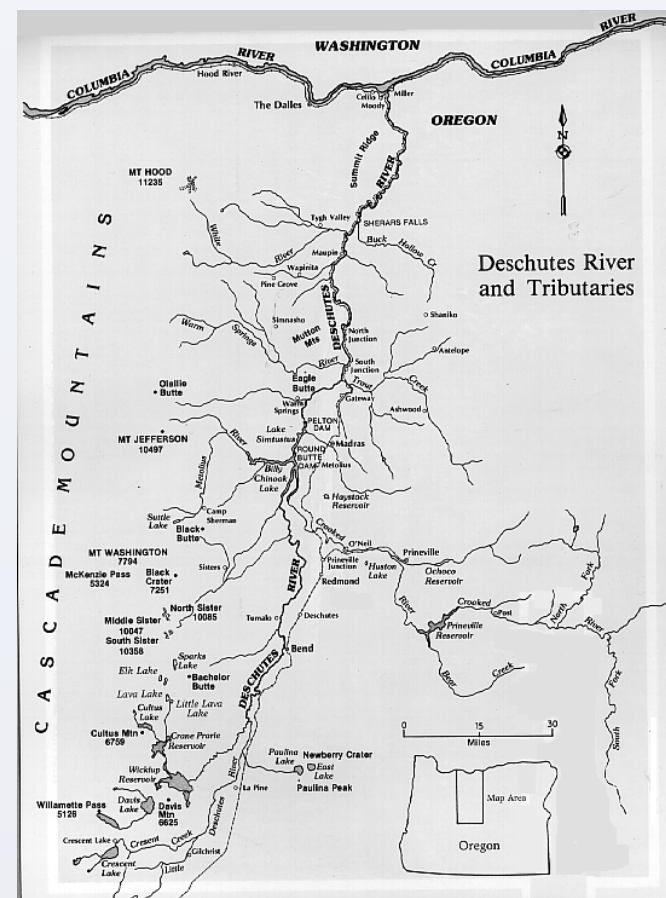 RIVER
WASHINGTON
RIVER
COLUMBIA
COLUMBIA
Hood River
The Dalles
Celilo
Miller
Moody
OREGON
N
Summit Ridge
RIVER
MT HOOD
11235
Tygh Valley
SHERARS FALLS
White
River
Buck Hollow Cr
Maupin
Wapinita
Pine Grove
Deschutes River
and Tributaries
DESCHUTES
Simnasho
Mutton
Mts
Warm
Springs
River
North
Junction
Shaniko
Antelope
South
Junction
Eagle
Butte
Trout
Creek
Olallie
Butte
Warm
Springs
Gateway
Ashwood
PELTON
DAM
Lake
Simtustus
MT JEFFERSON
10497
River
Metolius
ROUND
BUTTE
DAM
Madras
Metolius
Billy
Chinook
Lake
Haystack
Reservoir
Suttle
Lake
Camp
Sherman
Black
Butte
Crooked
O'Neil
MT WASHINGTON
7794
McKenzie Pass
5324
Black
Crater
7251
Sisters
RIVER
Prineville
Junction
Huston
Lake
Prineville
Ochoco
Reservoir
Redmond
North Sister
10085
Middle Sister
10047
South Sister
10358
Tumalo
Deschutes
River
Crooked
Post
North
Fork
River
Prineville
Reservoir
Bend
Sparks
Lake
Elk Lake
Bachelor
Butte
Bear
Creek
South
Fork
Lava Lake
Little Lava
Lake
DESCHUTES
Cultus
Lake
Cultus Mtn
6759
Crane Prarie
Reservoir
0 15 30
Miles
Wickiup
Reservoir
Paulina
Lake
Newberry Crater
East
Lake
Paulina Peak
Willamette Pass
5126
Davis
Lake
Davis
Mtn
6625
River
La Pine
Deschutes
Map Area
Oregon
Crescent Lake
Cresent
Creek
Crescent
Lake
Gilchrist
Little
CASCADE MOUNTAINS